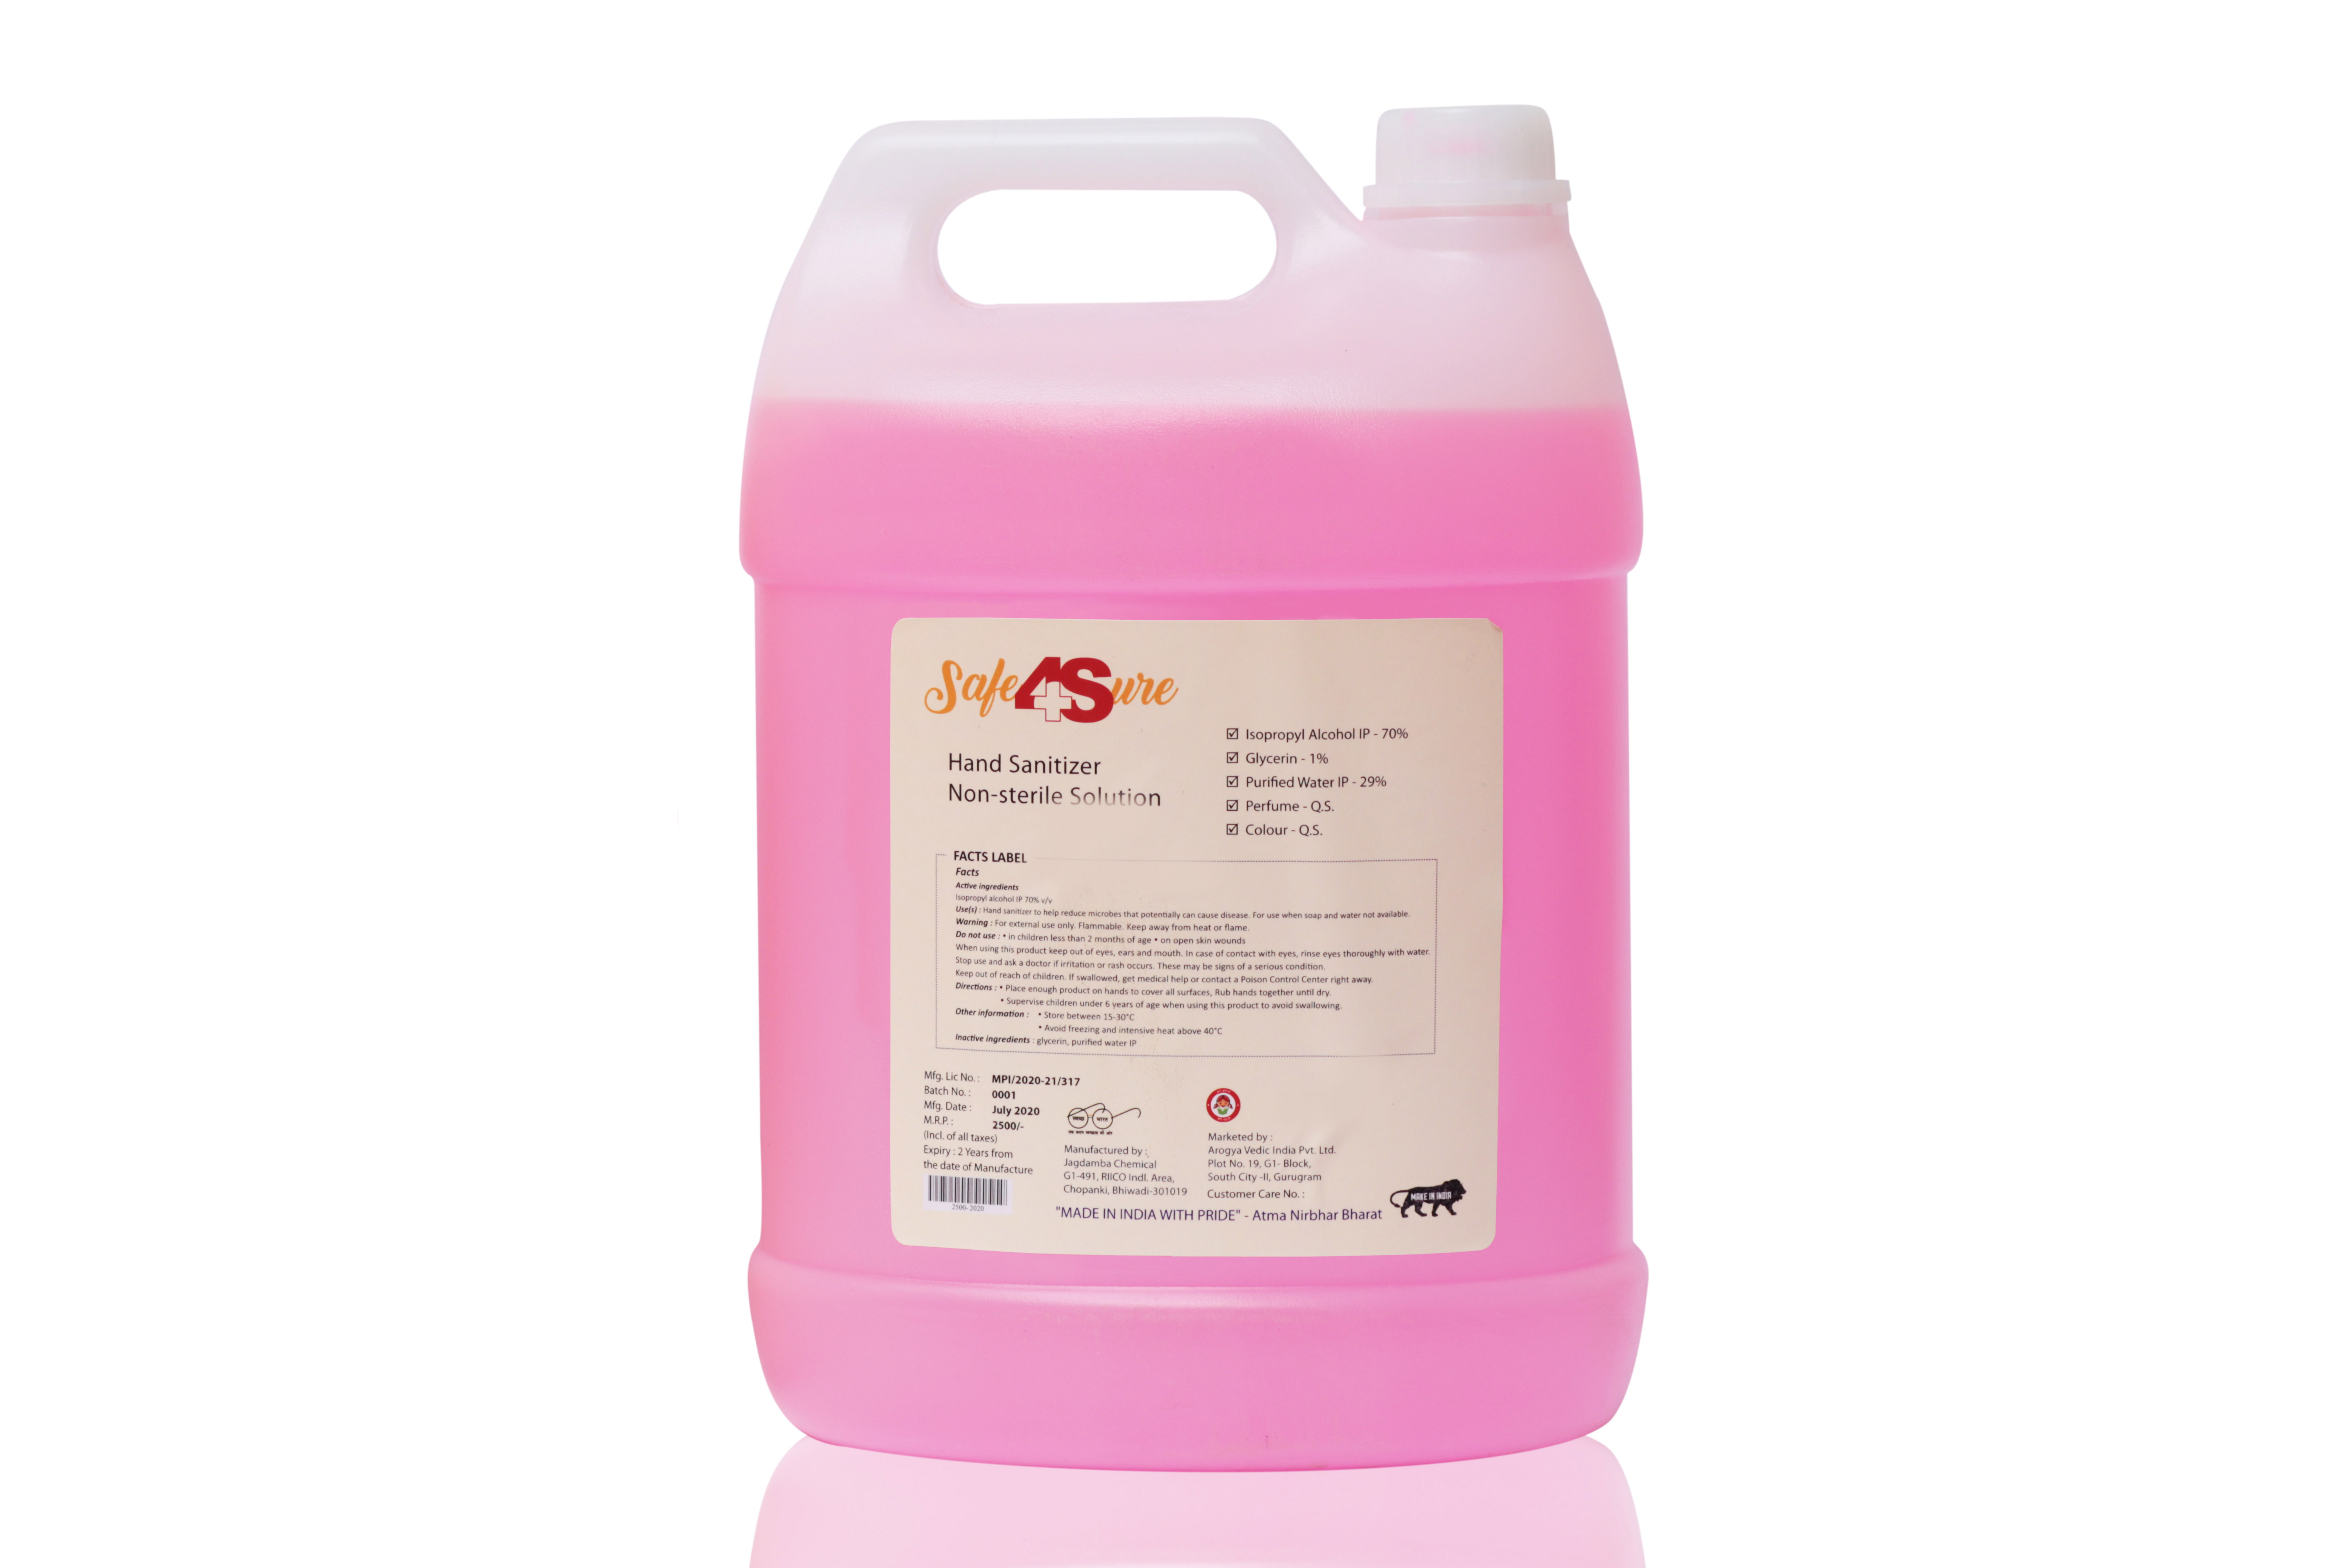 Safe4Sure
Hand Sanitizer
Non-sterile Solution
☑ Isopropyl Alcohol IP - 70%
☑ Glycerin - 1%
☑ Purified Water IP - 29%
☑ Perfume - Q.S.
☑ Colour - Q.S.
FACTS LABEL
Facts
Active ingredients
Isopropyl alcohol IP 70% v/v
Use(s) : Hand sanitizer to help reduce microbes that potentially can cause disease. For use when soap and water not available.
Warning : For external use only. Flammable. Keep away from heat or flame.
Do not use : • in children less than 2 months of age • on open skin wounds
When using this product keep out of eyes, ears and mouth. In case of contact with eyes, rinse eyes thoroughly with water.
Stop use and ask a doctor if irritation or rash occurs. These may be signs of a serious condition.
Keep out of reach of children. If swallowed, get medical help or contact a Poison Control Center right away.
Directions : • Place enough product on hands to cover all surfaces, Rub hands together until dry.
• Supervise children under 6 years of age when using this product to avoid swallowing.
Other information : • Store between 15-30°C
• Avoid freezing and intensive heat above 40°C
Inactive ingredients : glycerin, purified water IP
Mfg. Lic No. : MPI/2020-21/317
Batch No. : 0001
Mfg. Date : July 2020
M.R.P. : 2500/-
(Incl. of all taxes)
Expiry : 2 Years from
the date of Manufacture
2500-2020
स्वच्छ भारत
एक कदम स्वच्छता की ओर
Manufactured by :
Jagdamba Chemical
G1-491, RIICO Indl. Area,
Chopanki, Bhiwadi-301019
Marketed by :
Arogya Vedic India Pvt. Ltd.
Plot No. 19, G1- Block,
South City -II, Gurugram
Customer Care No. :
"MADE IN INDIA WITH PRIDE" - Atma Nirbhar Bharat
MAKE IN INDIA